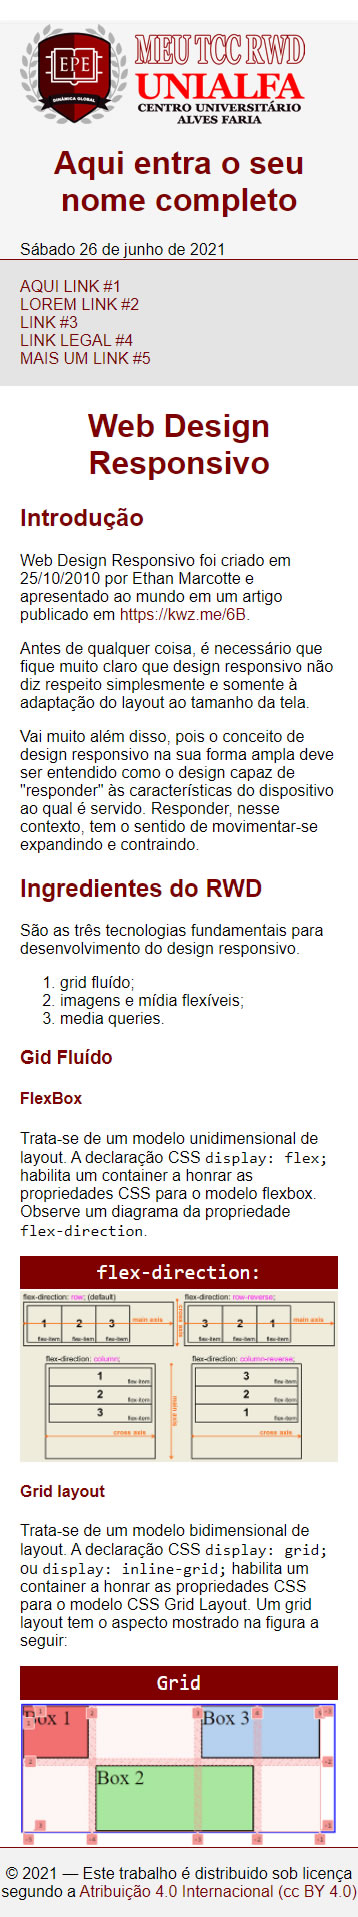 EPE
DINÂMICA GLOBAL
MEU TCC RWD
UNIALFA
CENTRO UNIVERSITÁRIO
ALVES FARIA
Aqui entra o seu
nome completo
Sábado 26 de junho de 2021
AQUI LINK #1
LOREM LINK #2
LINK #3
LINK LEGAL #4
MAIS UM LINK #5
Web Design
Responsivo
Introdução
Web Design Responsivo foi criado em
25/10/2010 por Ethan Marcotte e
apresentado ao mundo em um artigo
publicado em https://kwz.me/6B.
Antes de qualquer coisa, é necessário que
fique muito claro que design responsivo não
diz respeito simplesmente e somente à
adaptação do layout ao tamanho da tela.
Vai muito além disso, pois o conceito de
design responsivo na sua forma ampla deve
ser entendido como o design capaz de
"responder" às características do dispositivo
ao qual é servido. Responder, nesse
contexto, tem o sentido de movimentar-se
expandindo e contraindo.
Ingredientes do RWD
São as três tecnologias fundamentais para
desenvolvimento do design responsivo.
1. grid fluído;
2. imagens e mídia flexíveis;
3. media queries.
Gid Fluído
FlexBox
Trata-se de um modelo unidimensional de
layout. A declaração CSS display: flex;
habilita um container a honrar as
propriedades CSS para o modelo flexbox.
Observe um diagrama da propriedade
flex-direction.
flex-direction:
flex-direction: row; (default)
1 2 3
flex-item flex-item flex-item
main axis
cross axis
flex-direction: row-reverse;
3 2 1
flex-item flex-item flex-item
main axis
flex-direction: column;
1 flex-item
2 flex-item
3 flex-item
cross axis
main axis
flex-direction: column-reverse;
3 flex-item
2 flex-item
1 flex-item
cross axis
Grid layout
Trata-se de um modelo bidimensional de
layout. A declaração CSS display: grid;
ou display: inline-grid; habilita um
container a honrar as propriedades CSS
para o modelo CSS Grid Layout. Um grid
layout tem o aspecto mostrado na figura a
seguir:
Grid
Box 1
Box 3
Box 2
© 2021 — Este trabalho é distribuido sob licença
segundo a Atribuição 4.0 Internacional (cc BY 4.0)